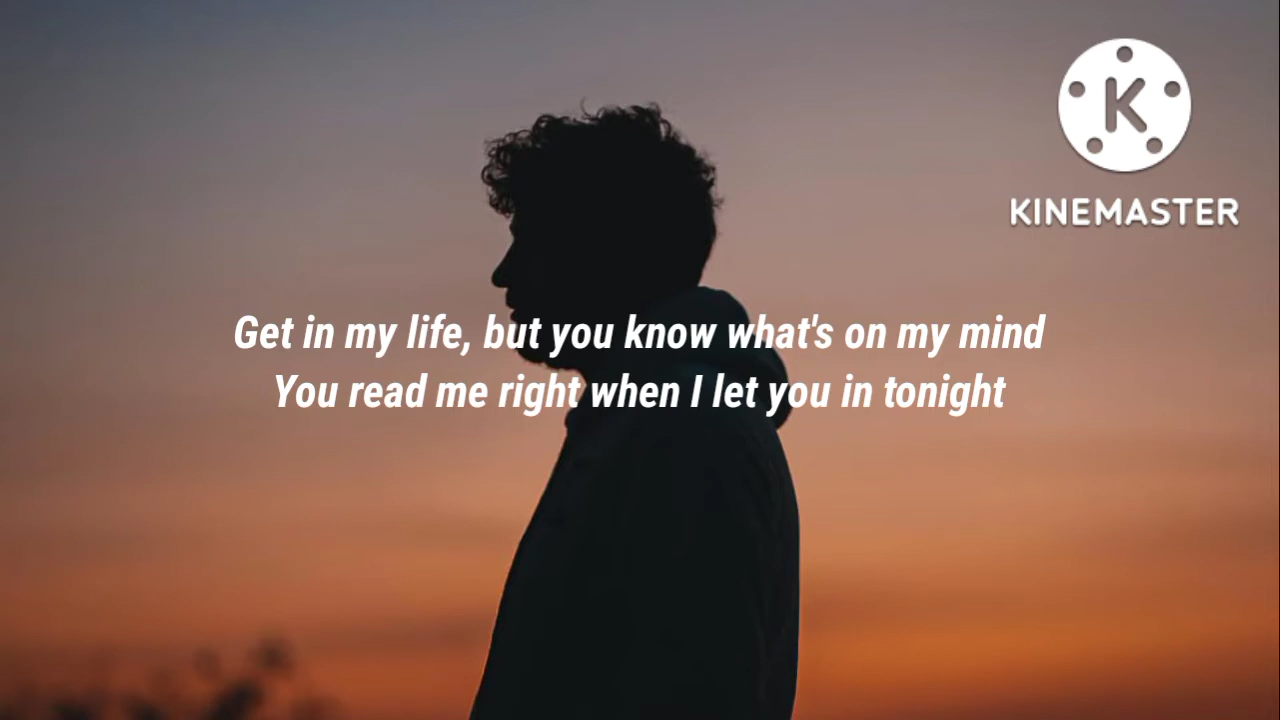 K
KINEMASTER
Get in my life, but you know what's on my mind
You read me right when I let you in tonight